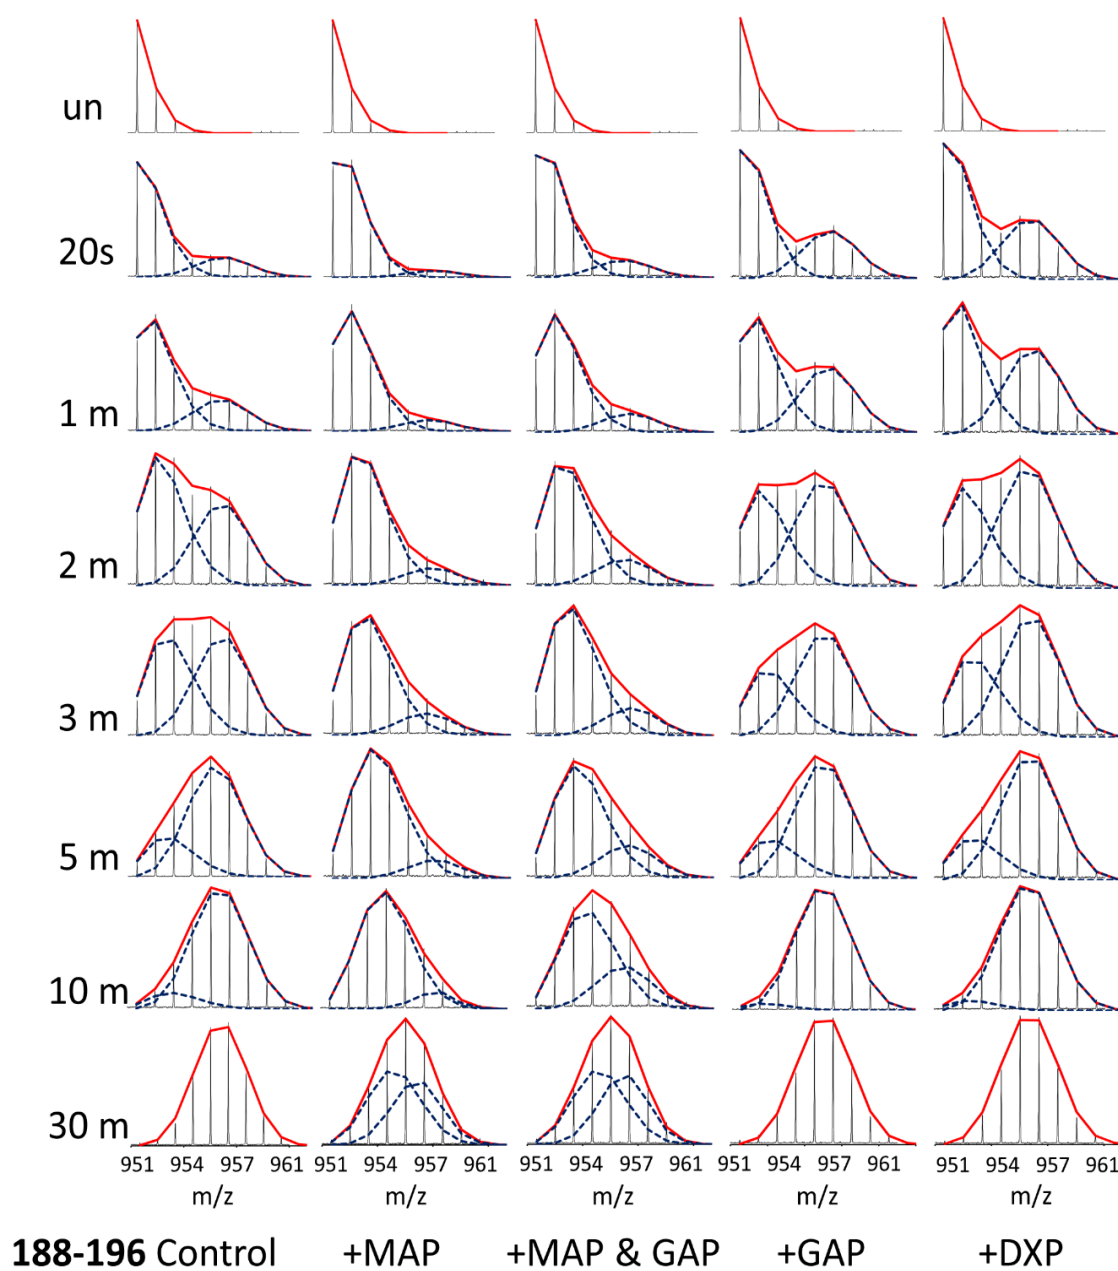 un
20s
1 m
2 m
3 m
5 m
10 m
30 m
951 954 957 961 951 954 957 961 951 954 957 961 951 954 957 961 951 954 957 961
m/z m/z m/z m/z m/z
188-196 Control +MAP +MAP & GAP +GAP +DXP